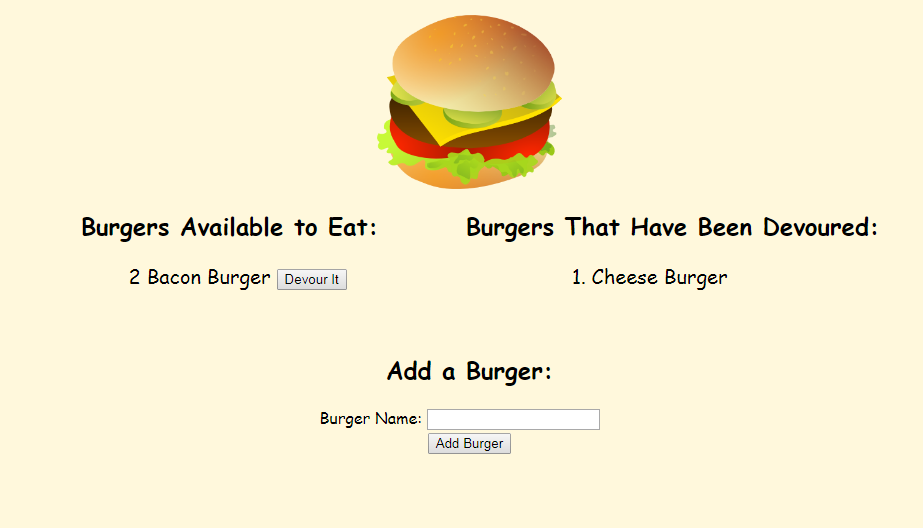 Burgers Available to Eat:
Burgers That Have Been Devoured:
2 Bacon Burger Devour It
1. Cheese Burger
Add a Burger:
Burger Name:
Add Burger